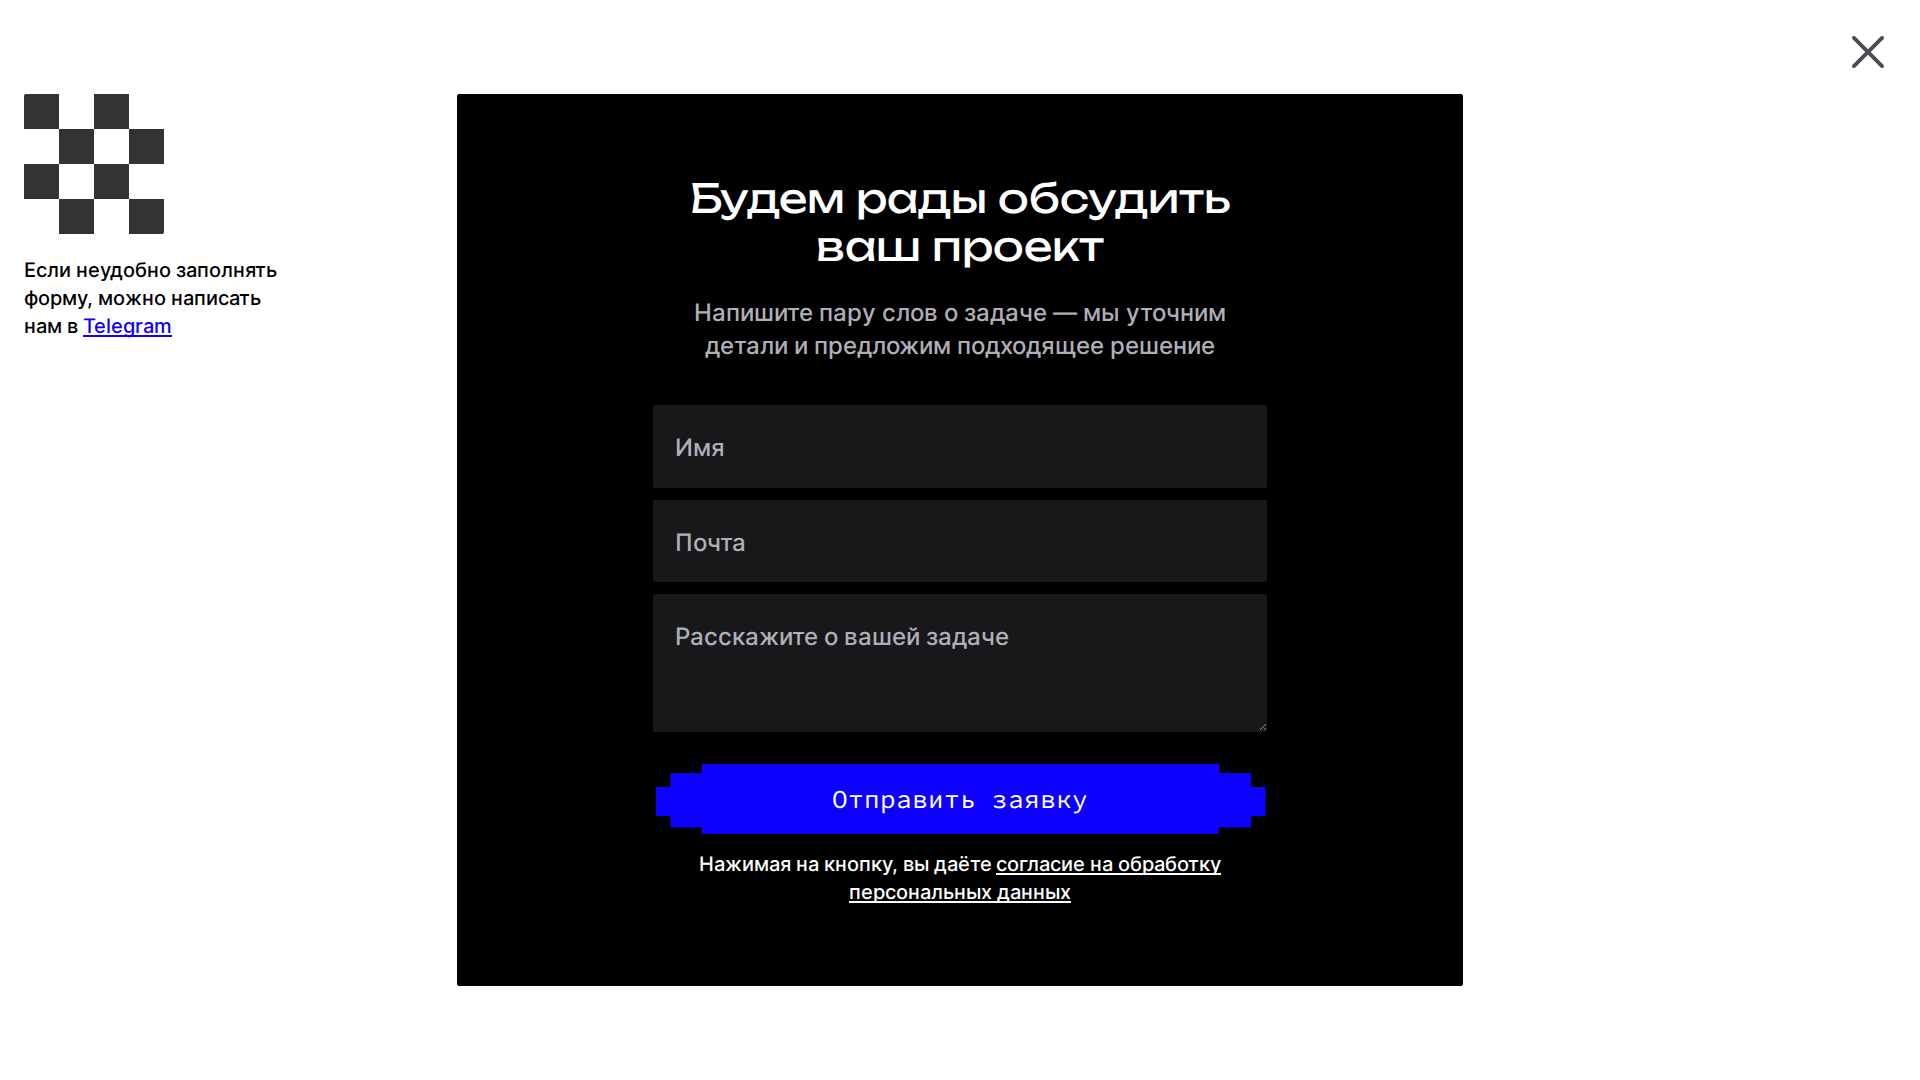 Если неудобно заполнять
форму, можно написать
нам в Telegram
Будем рады обсудить
ваш проект
Напишите пару слов о задаче — мы уточним
детали и предложим подходящее решение
Имя
Почта
Расскажите о вашей задаче
Отправить заявку
Нажимая на кнопку, вы даёте согласие на обработку
персональных данных